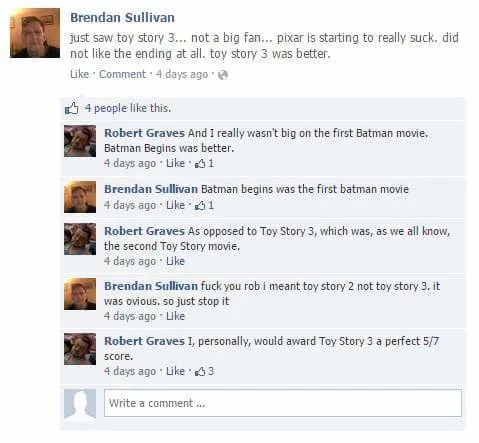 Brendan Sullivan
just saw toy story 3... not a big fan... pixar is starting to really suck. did
not like the ending at all. toy story 3 was better.
Like · Comment · 4 days ago ·
4 people like this.
Robert Graves And I really wasn't big on the first Batman movie.
Batman Begins was better.
4 days ago · Like · 1
Brendan Sullivan Batman begins was the first batman movie
4 days ago · Like · 1
Robert Graves As opposed to Toy Story 3, which was, as we all know,
the second Toy Story movie.
4 days ago · Like
Brendan Sullivan fuck you rob i meant toy story 2 not toy story 3. it
was ovious. so just stop it
4 days ago · Like
Robert Graves I, personally, would award Toy Story 3 a perfect 5/7
score.
4 days ago · Like · 3
Write a comment ...